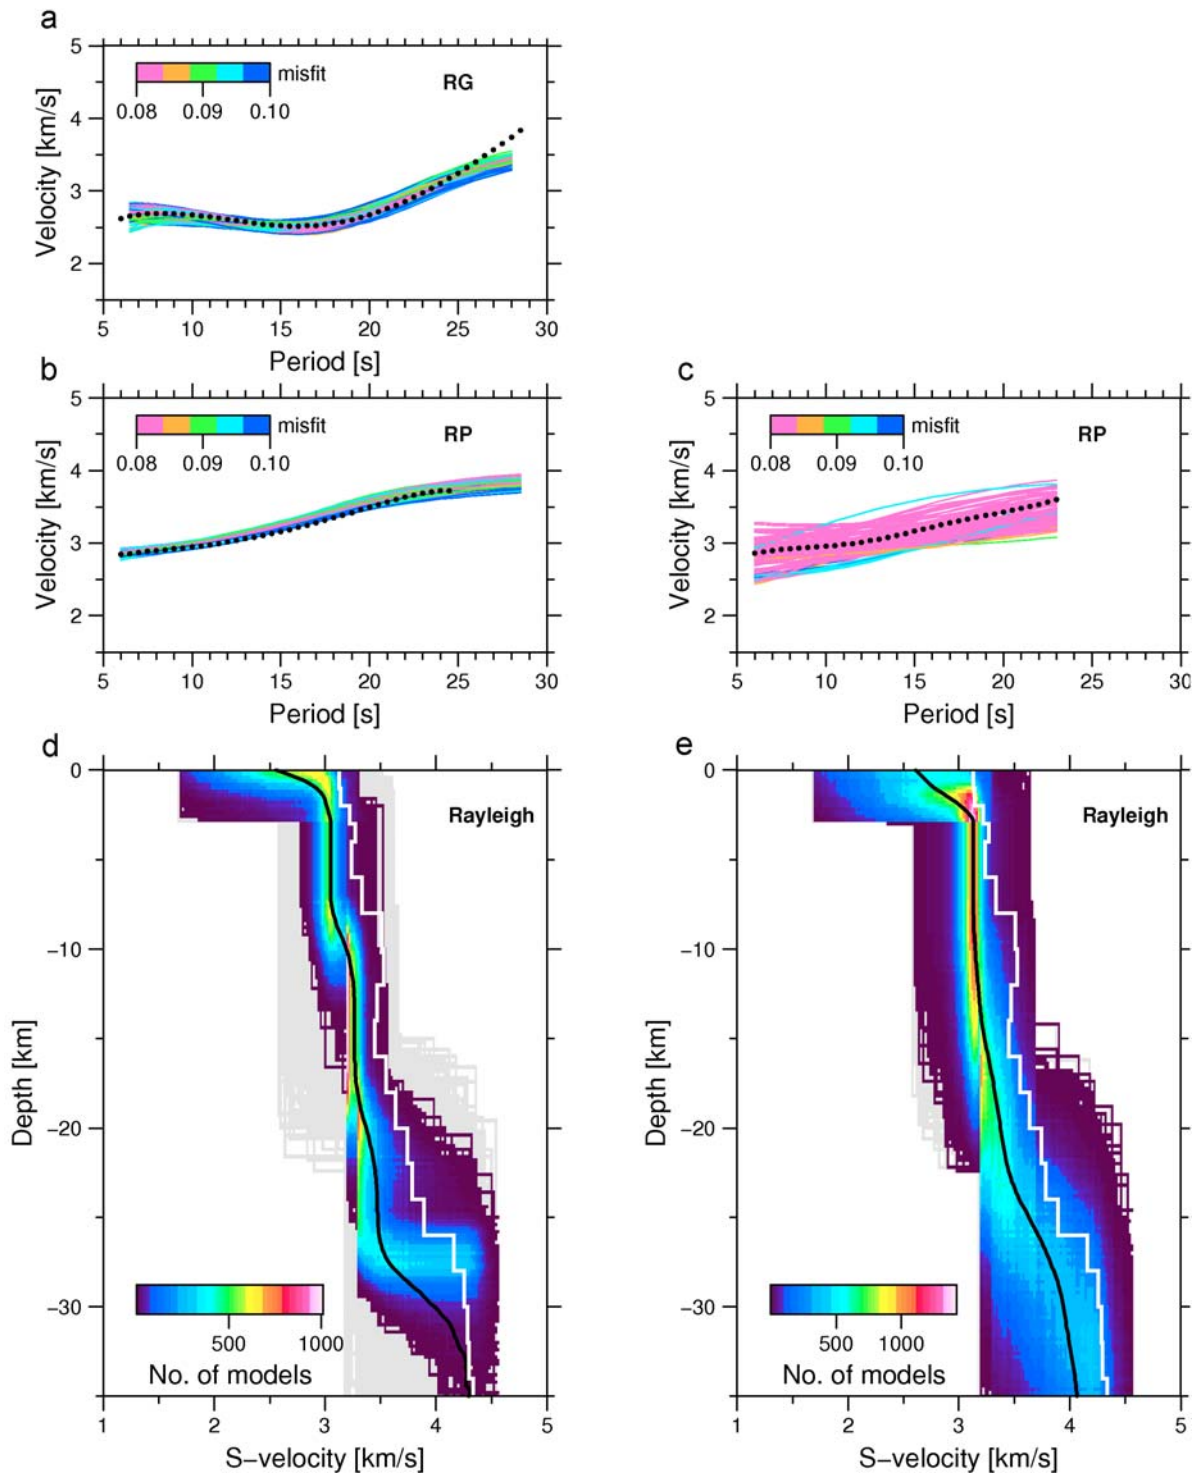 a
5
4
3
2
Velocity [km/s]
misfit
0.08 0.09 0.10
RG
5 10 15 20 25 30
Period [s]
b
5
4
3
2
Velocity [km/s]
misfit
0.08 0.09 0.10
RP
5 10 15 20 25 30
Period [s]
c
5
4
3
2
Velocity [km/s]
misfit
0.08 0.09 0.10
RP
5 10 15 20 25 30
Period [s]
d
0
−10
−20
−30
Depth [km]
Rayleigh
500 1000
No. of models
1 2 3 4 5
S−velocity [km/s]
e
0
−10
−20
−30
Depth [km]
Rayleigh
500 1000
No. of models
1 2 3 4 5
S−velocity [km/s]